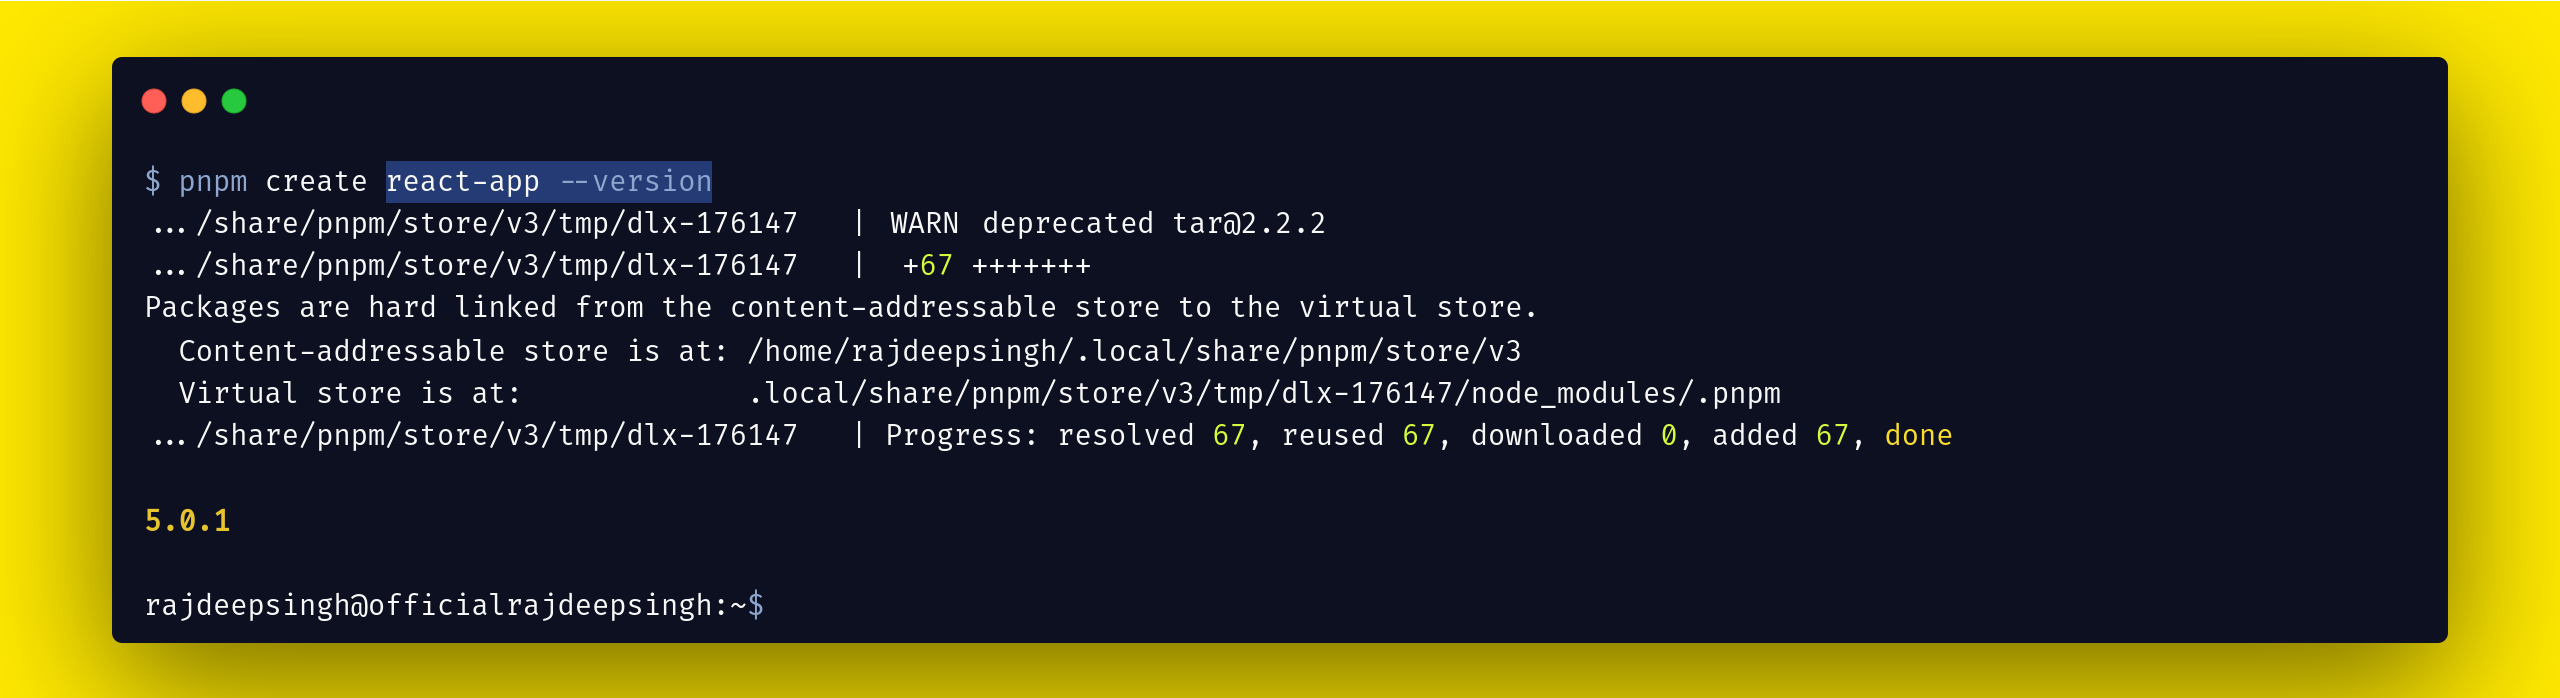 $ pnpm create react-app --version
.../share/pnpm/store/v3/tmp/dlx-176147   | WARN deprecated tar@2.2.2
.../share/pnpm/store/v3/tmp/dlx-176147   |  +67 +++++++
Packages are hard linked from the content-addressable store to the virtual store.
  Content-addressable store is at: /home/rajdeepsingh/.local/share/pnpm/store/v3
  Virtual store is at:             .local/share/pnpm/store/v3/tmp/dlx-176147/node_modules/.pnpm
.../share/pnpm/store/v3/tmp/dlx-176147   | Progress: resolved 67, reused 67, downloaded 0, added 67, done
5.0.1
rajdeepsingh@officialrajdeepsingh:~$